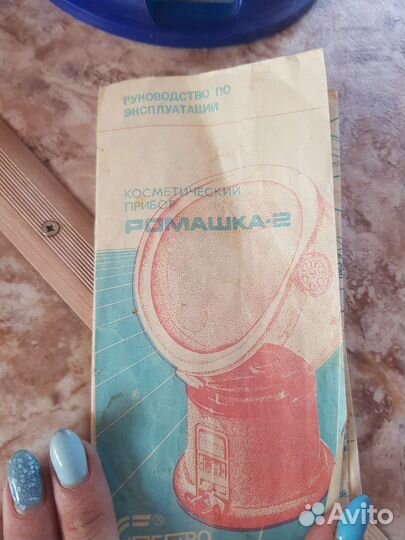 РУКОВОДСТВО ПО
ЭКСПЛУАТАЦИИ
КОСМЕТИЧЕСКИЙ
ПРИБОР
РОМАШКА-2
Avito